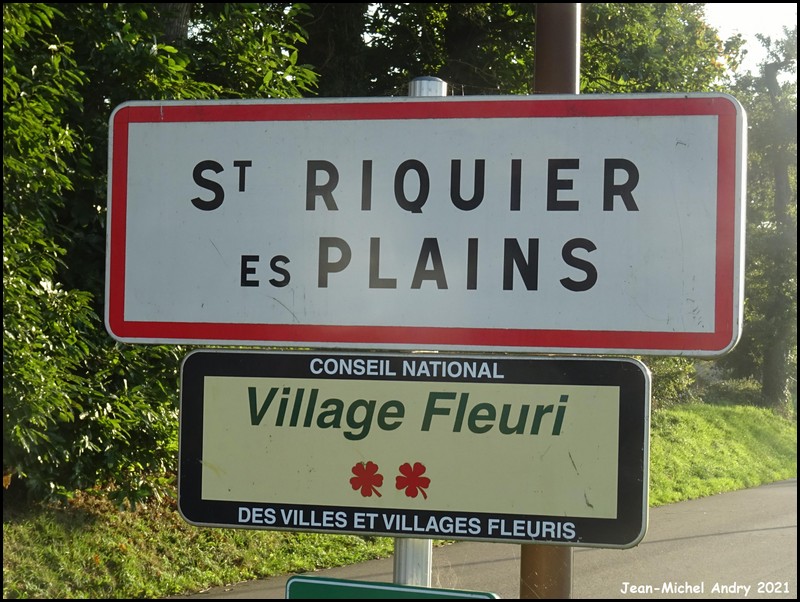 ST RIQUIER
ES PLAINS
CONSEIL NATIONAL
Village Fleuri
DES VILLES ET VILLAGES FLEURIS
Jean-Michel Andry 2021